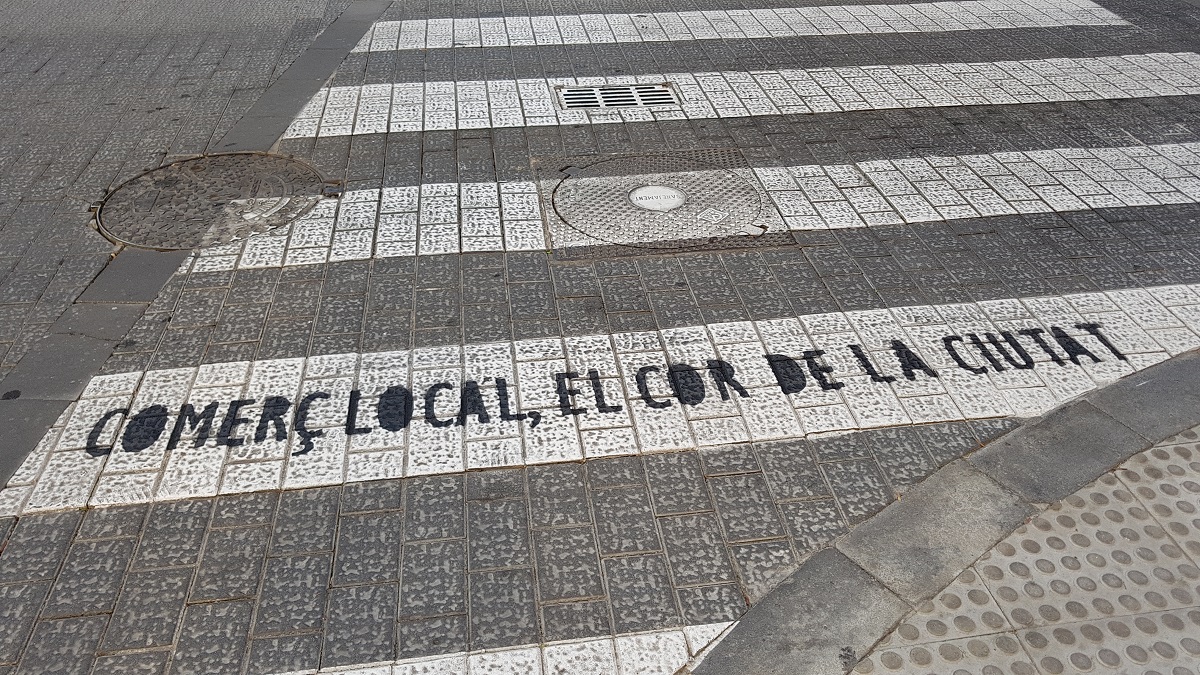 COMERÇ LOCAL, EL COR DE LA CIUTAT